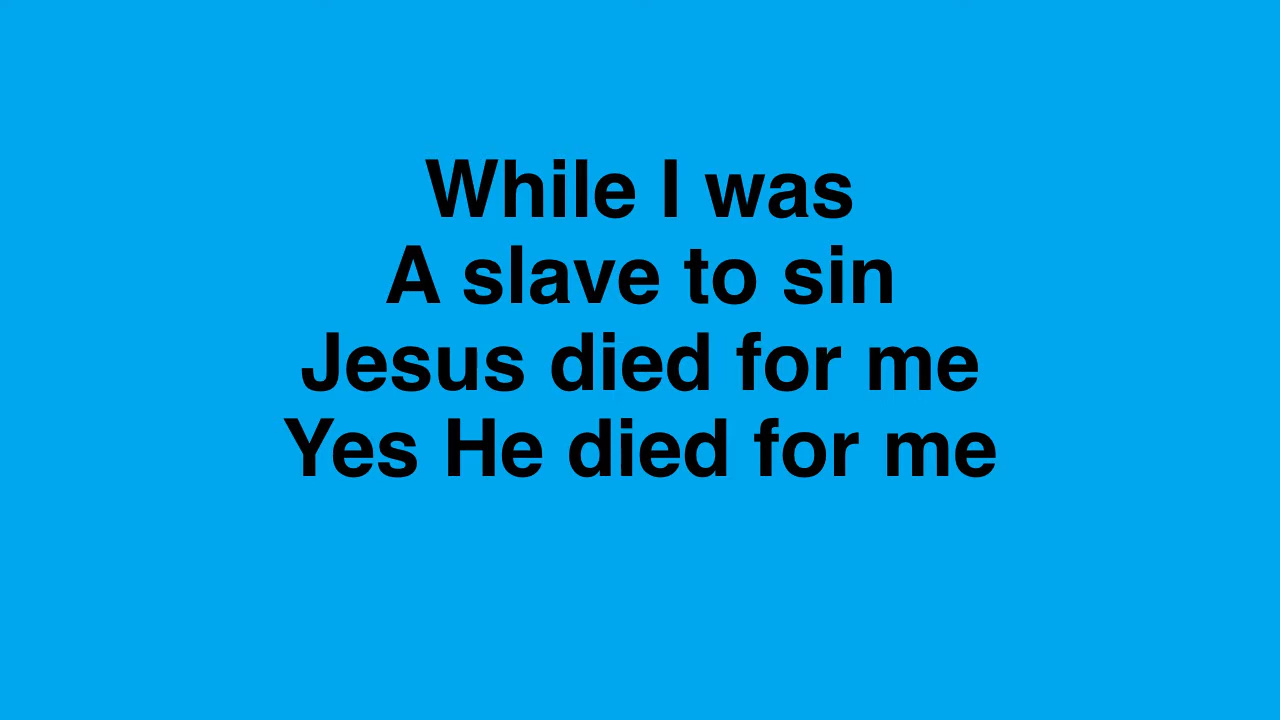 While I was
A slave to sin
Jesus died for me
Yes He died for me